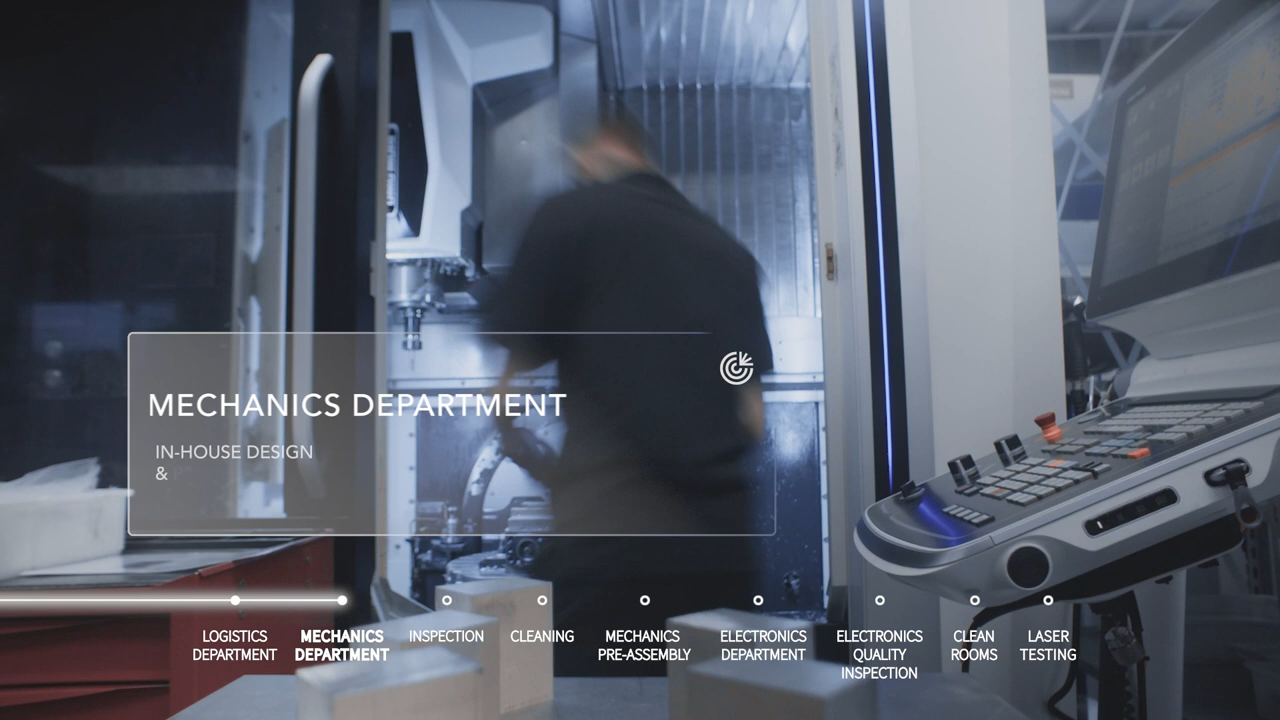 MECHANICS DEPARTMENT
IN-HOUSE DESIGN
&
LOGISTICS
DEPARTMENT
MECHANICS
DEPARTMENT
INSPECTION
CLEANING
MECHANICS
PRE-ASSEMBLY
ELECTRONICS
DEPARTMENT
ELECTRONICS
QUALITY
INSPECTION
CLEAN
ROOMS
LASER
TESTING